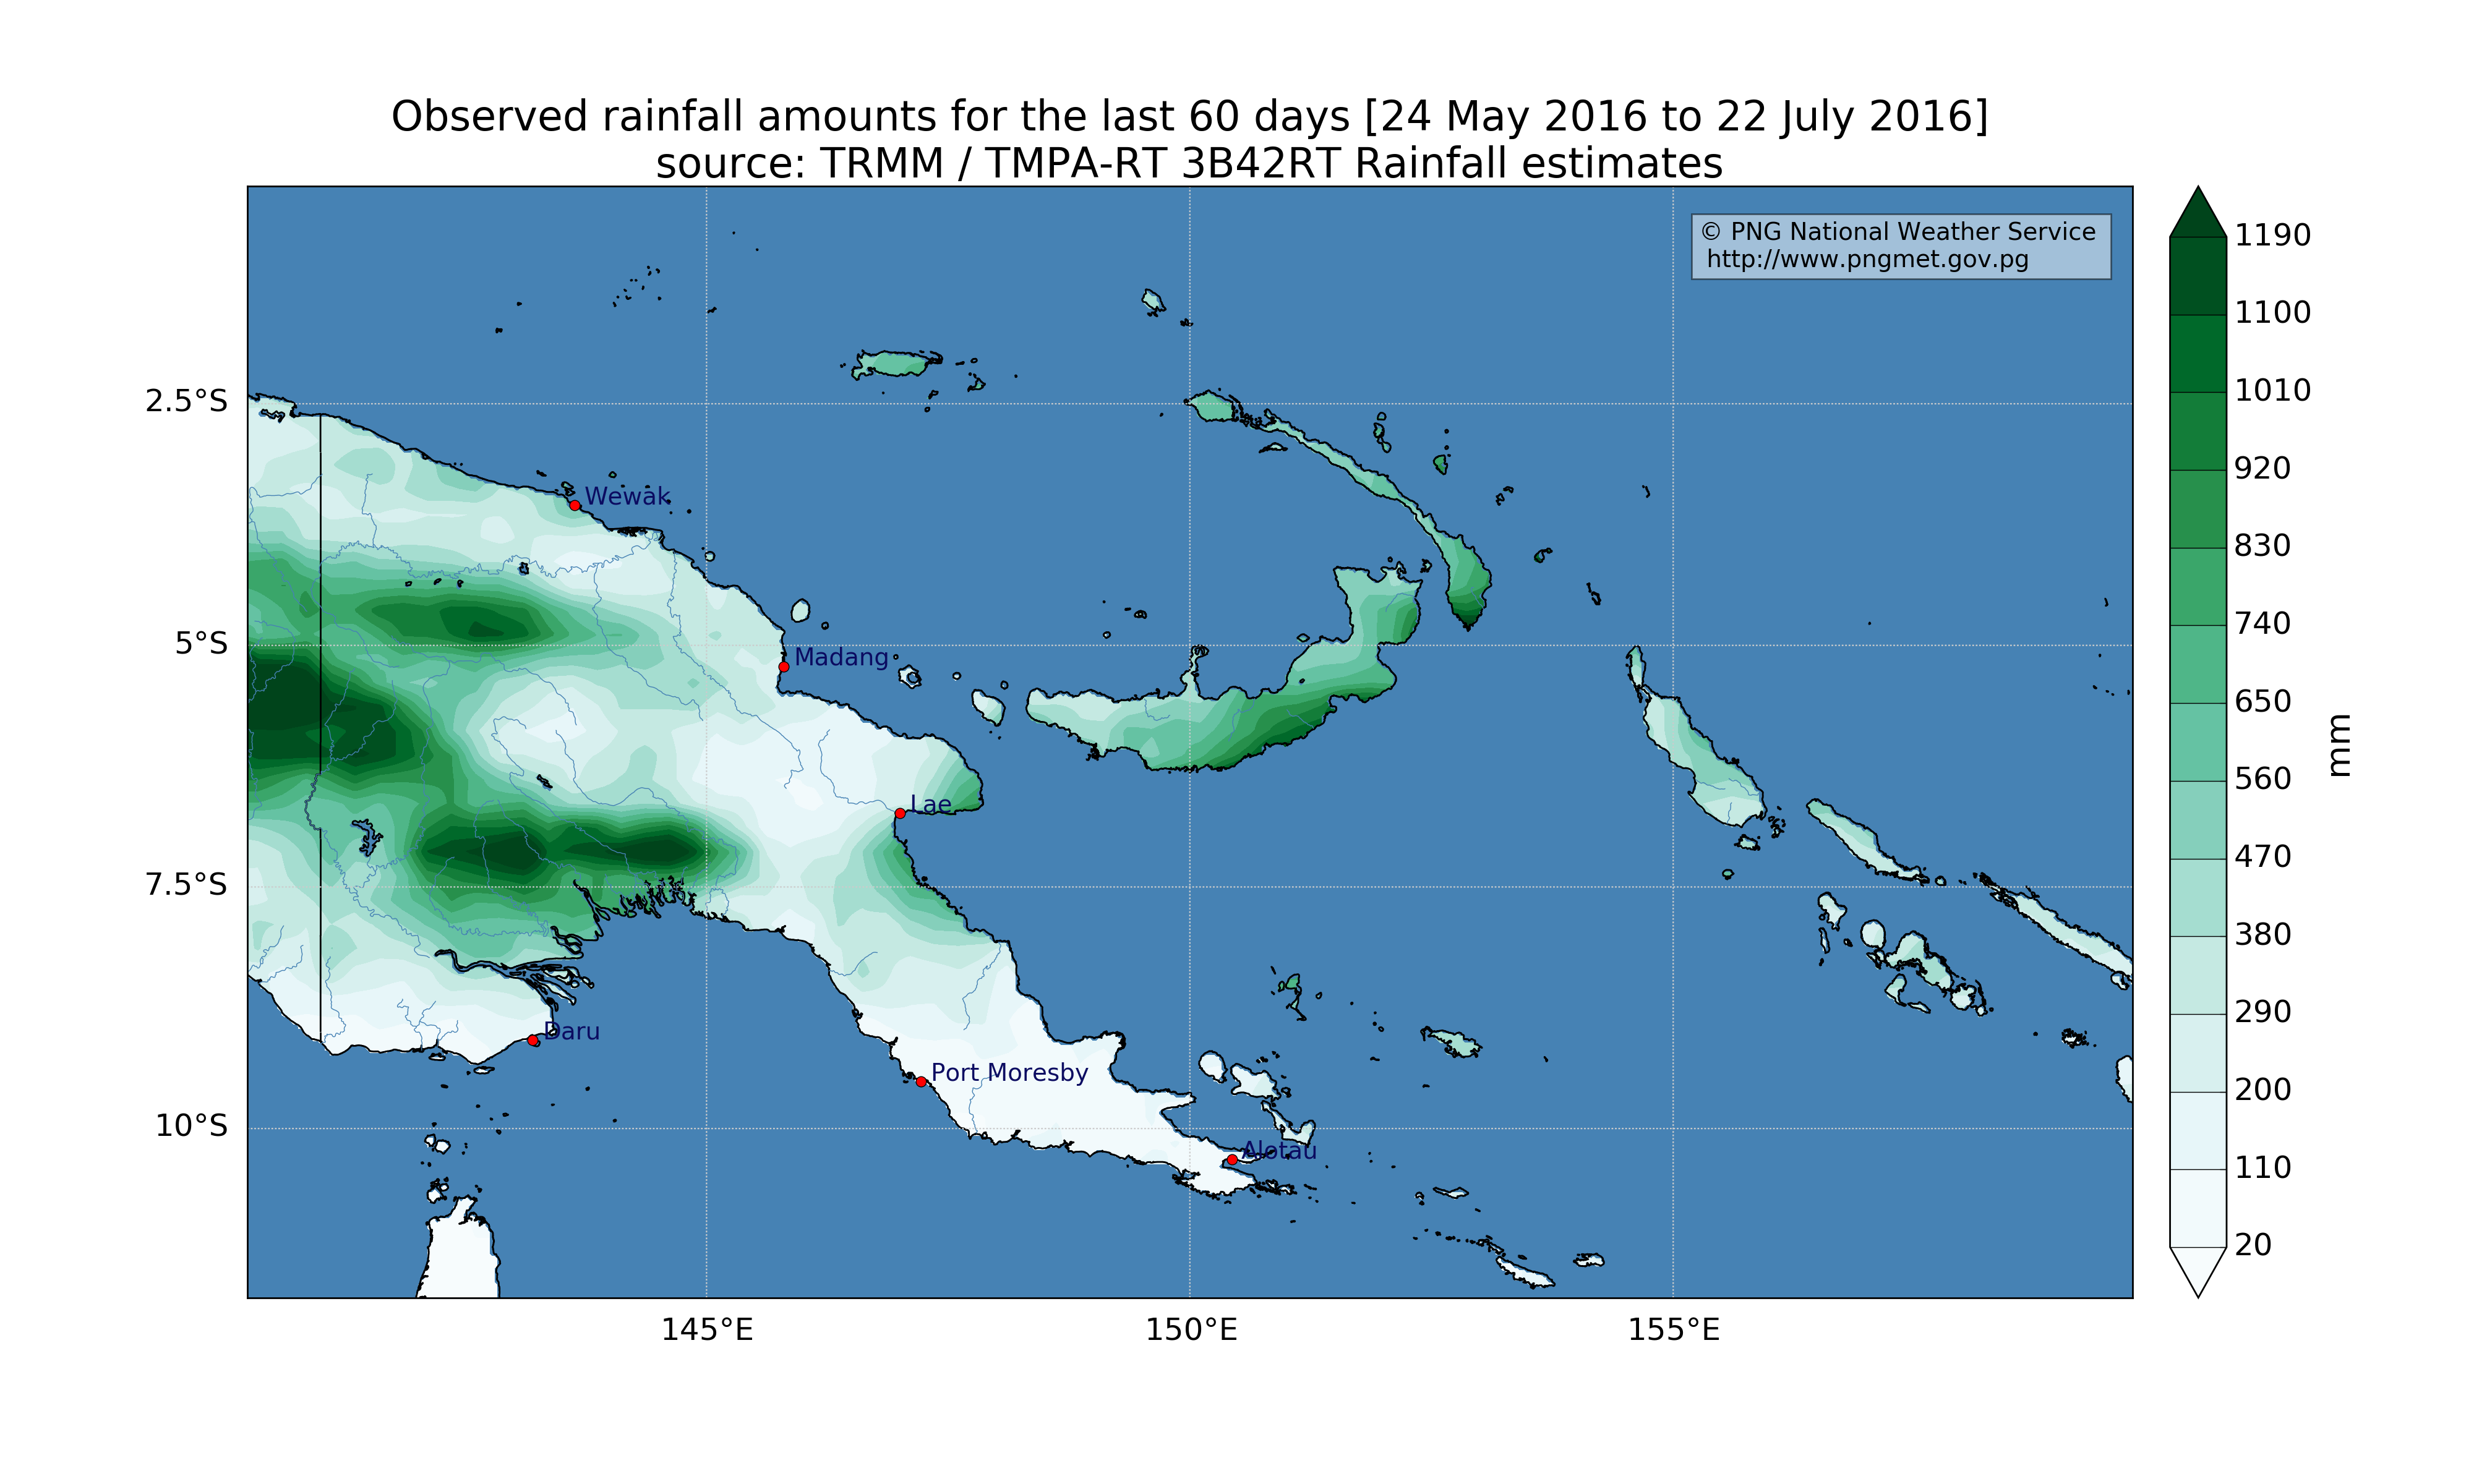 Observed rainfall amounts for the last 60 days [24 May 2016 to 22 July 2016]
source: TRMM / TMPA-RT 3B42RT Rainfall estimates
© PNG National Weather Service
http://www.pngmet.gov.pg
2.5°S
5°S
7.5°S
10°S
145°E
150°E
155°E
Wewak
Madang
Lae
Daru
Port Moresby
Alotau
1190
1100
1010
920
830
740
650
560
470
380
290
200
110
20
mm